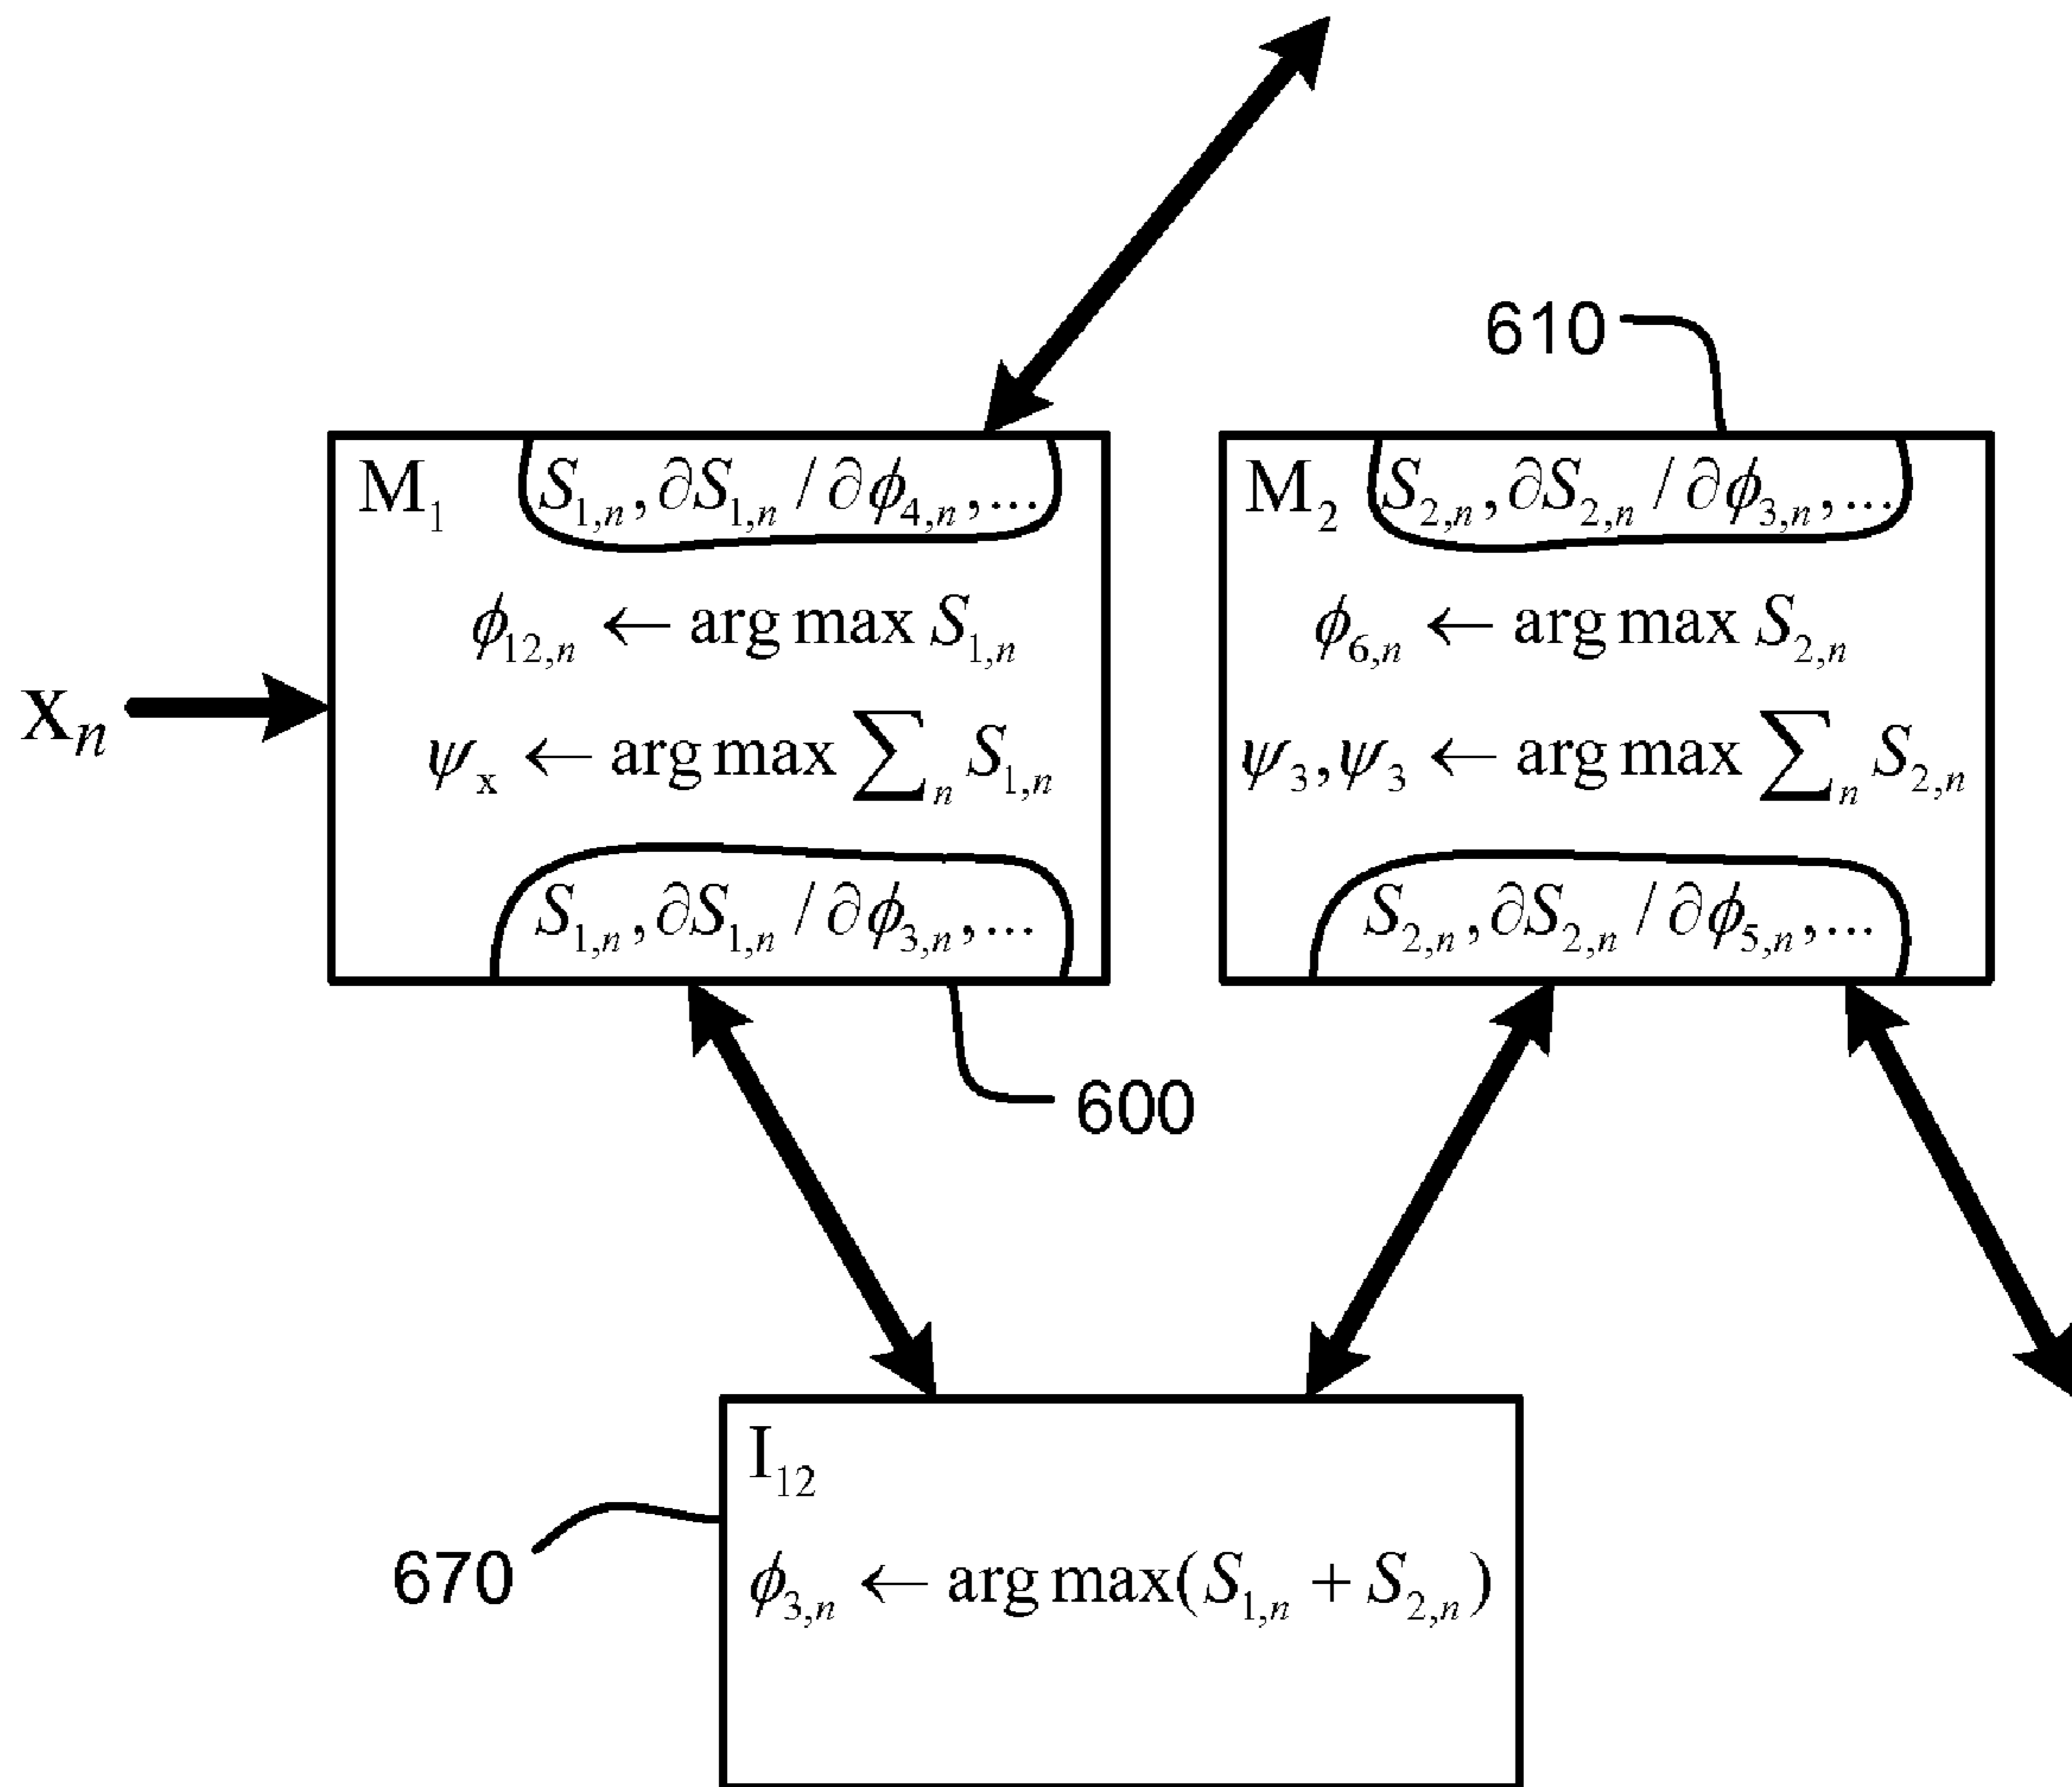 610
M₁ S₁,ₙ, ∂S₁,ₙ / ∂ϕ₄,ₙ, ...
ϕ₁₂,ₙ ← arg max S₁,ₙ
xₙ
ψₓ ← arg max ∑ₙ S₁,ₙ
S₁,ₙ, ∂S₁,ₙ / ∂ϕ₃,ₙ, ...
M₂ S₂,ₙ, ∂S₂,ₙ / ∂ϕ₃,ₙ, ...
ϕ₆,ₙ ← arg max S₂,ₙ
ψ₃, ψ₃ ← arg max ∑ₙ S₂,ₙ
S₂,ₙ, ∂S₂,ₙ / ∂ϕ₅,ₙ, ...
600
I₁₂
670
ϕ₃,ₙ ← arg max(S₁,ₙ + S₂,ₙ)